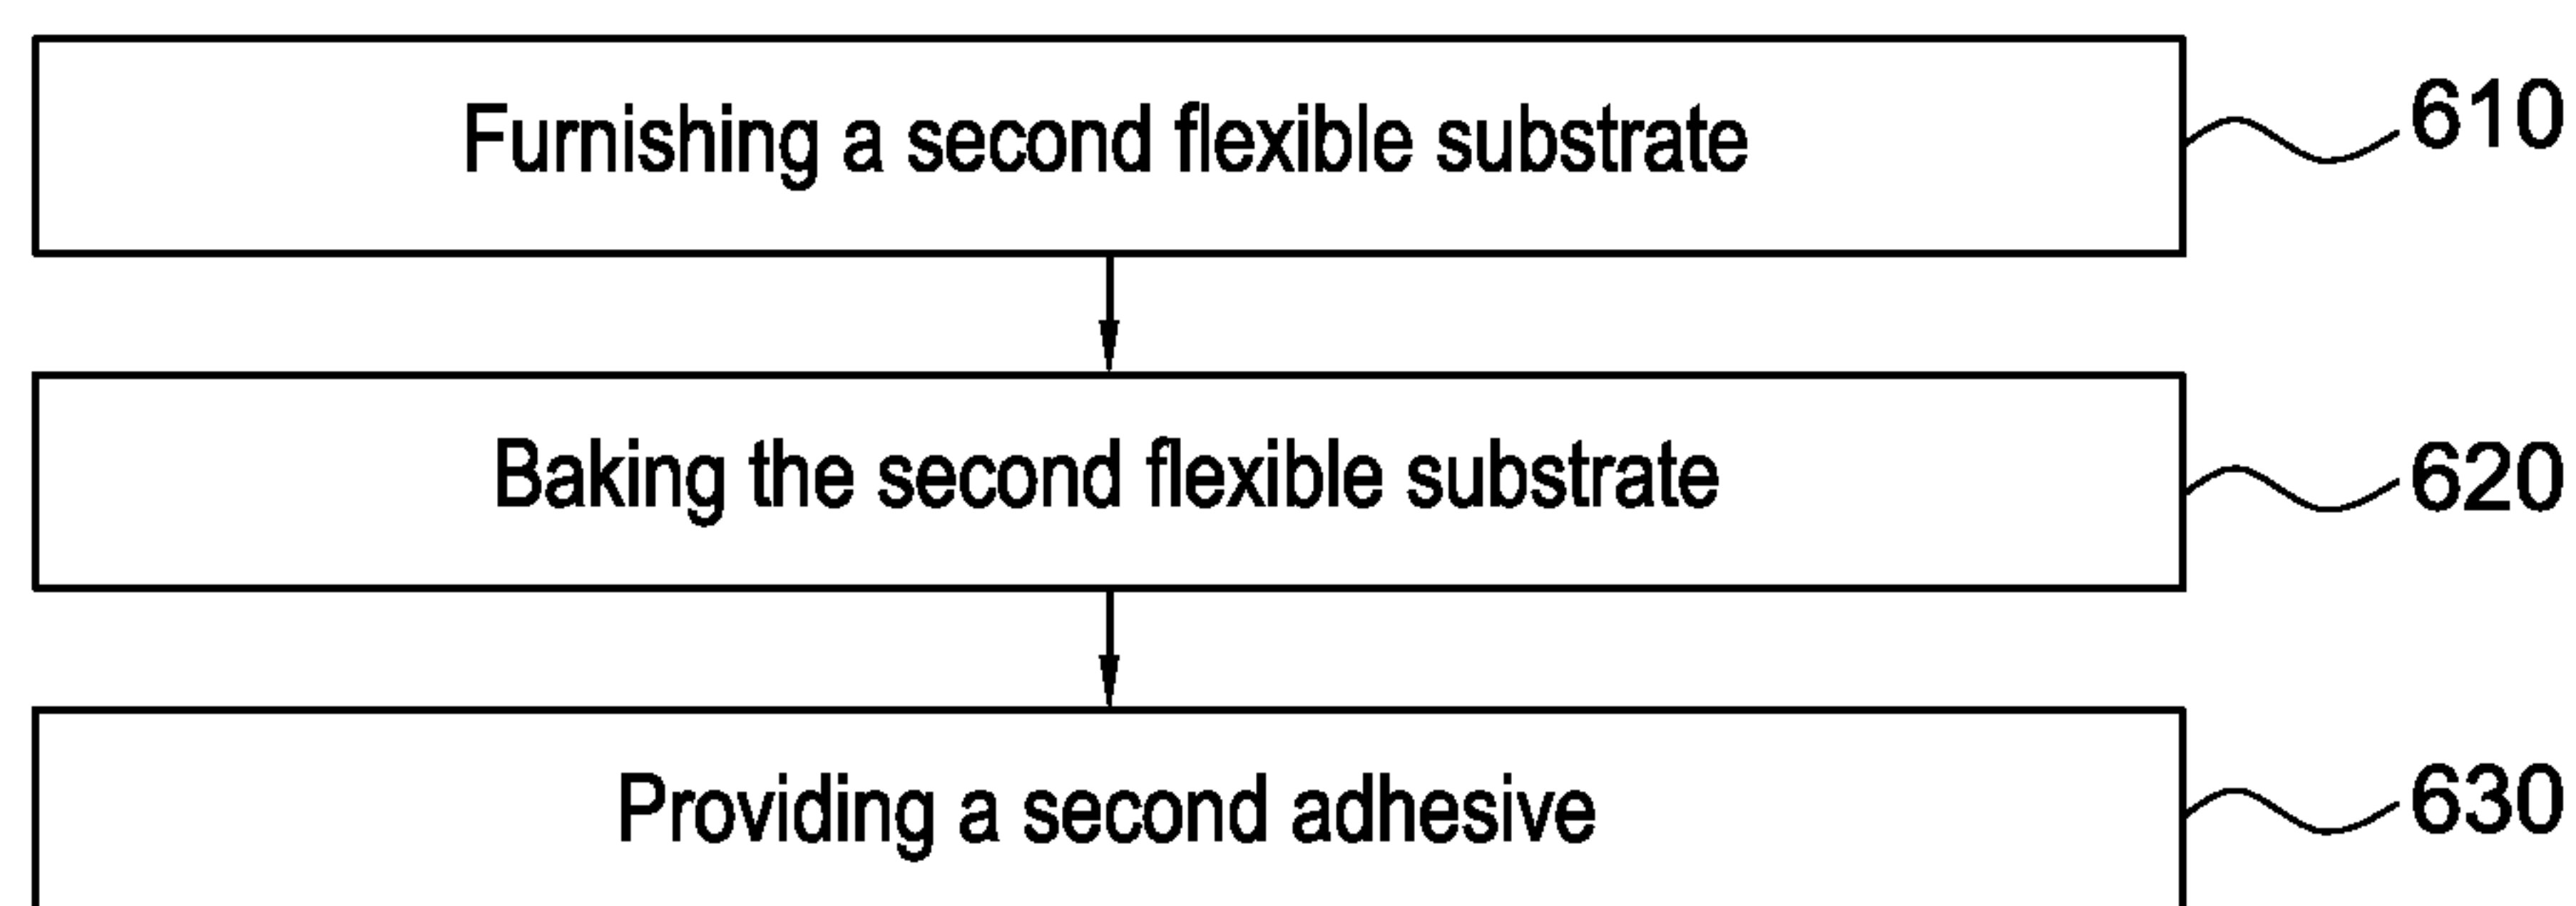 Furnishing a second flexible substrate 610
Baking the second flexible substrate 620
Providing a second adhesive 630